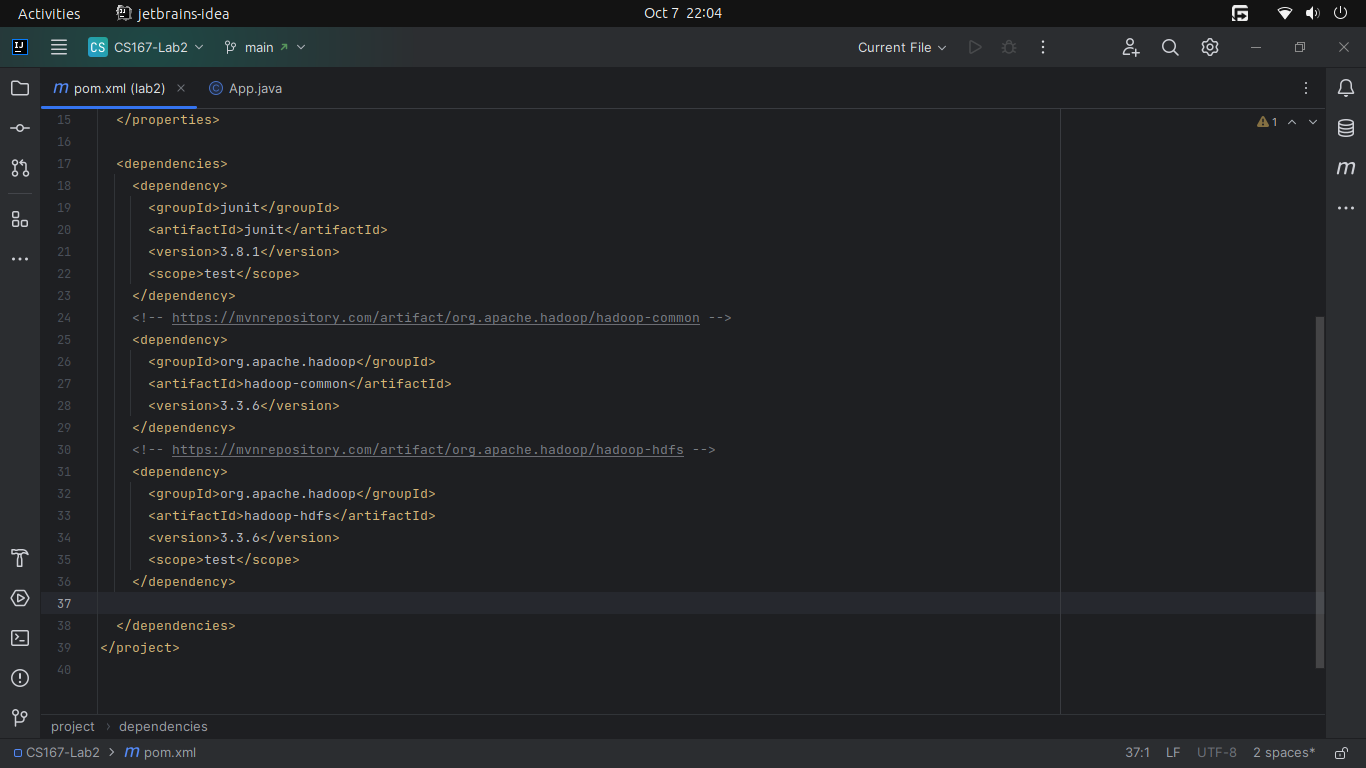 Activities jetbrains-idea Oct 7 22:04
CS CS167-Lab2 main Current File
pom.xml (lab2) App.java
15 </properties>
16
17 <dependencies>
18 <dependency>
19 <groupId>junit</groupId>
20 <artifactId>junit</artifactId>
21 <version>3.8.1</version>
22 <scope>test</scope>
23 </dependency>
24 <!-- https://mvnrepository.com/artifact/org.apache.hadoop/hadoop-common -->
25 <dependency>
26 <groupId>org.apache.hadoop</groupId>
27 <artifactId>hadoop-common</artifactId>
28 <version>3.3.6</version>
29 </dependency>
30 <!-- https://mvnrepository.com/artifact/org.apache.hadoop/hadoop-hdfs -->
31 <dependency>
32 <groupId>org.apache.hadoop</groupId>
33 <artifactId>hadoop-hdfs</artifactId>
34 <version>3.3.6</version>
35 <scope>test</scope>
36 </dependency>
37
38 </dependencies>
39 </project>
40
1
project › dependencies
CS167-Lab2 > pom.xml 37:1 LF UTF-8 2 spaces*